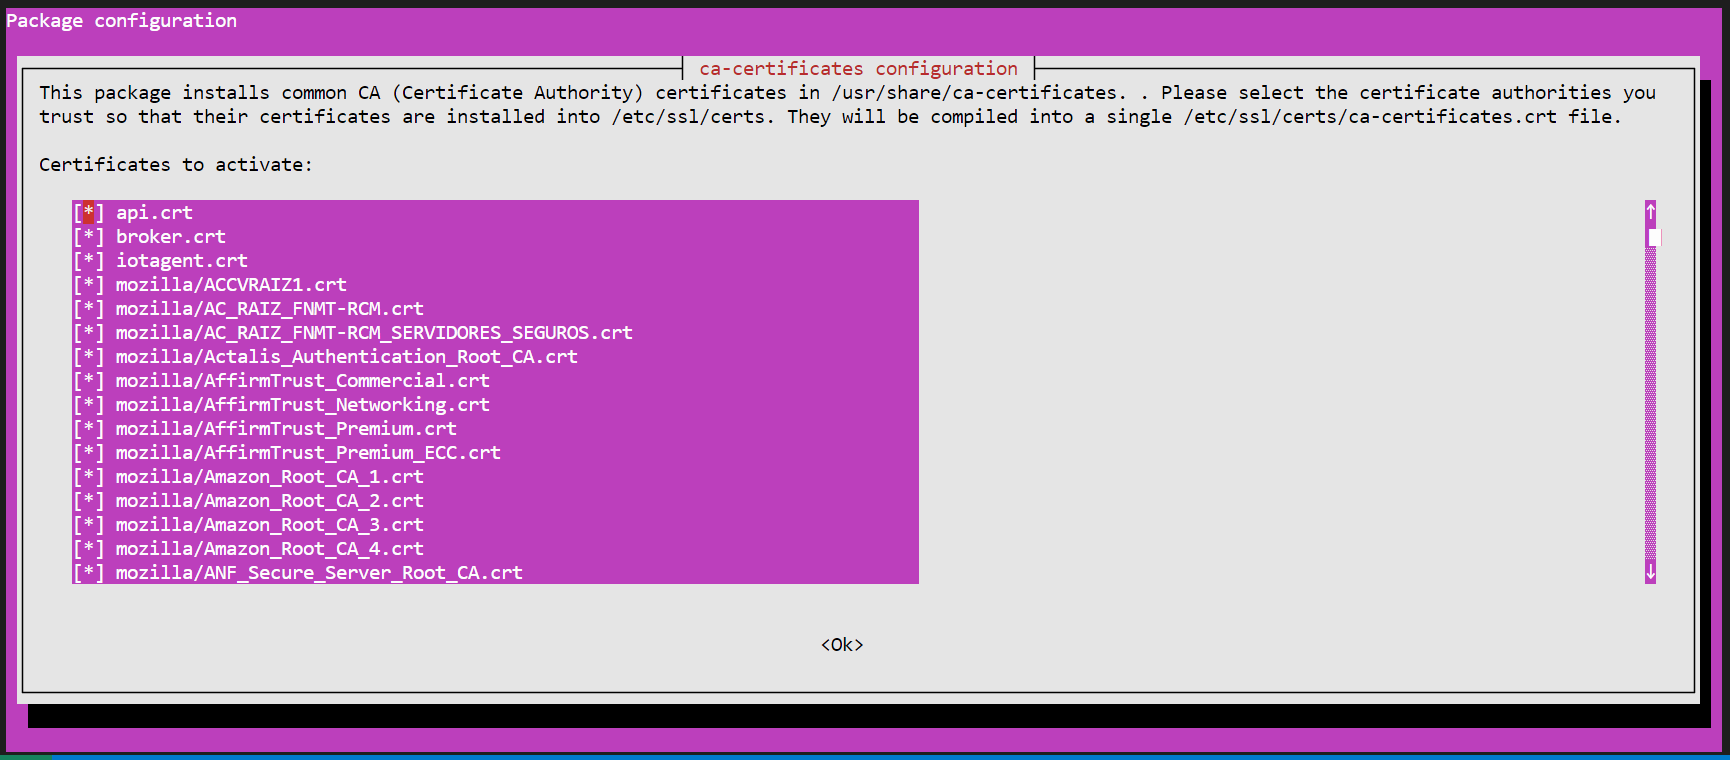 Package configuration
ca-certificates configuration
This package installs common CA (Certificate Authority) certificates in /usr/share/ca-certificates. . Please select the certificate authorities you
trust so that their certificates are installed into /etc/ssl/certs. They will be compiled into a single /etc/ssl/certs/ca-certificates.crt file.
Certificates to activate:
[*] api.crt
[*] broker.crt
[*] iotagent.crt
[*] mozilla/ACCVRAIZ1.crt
[*] mozilla/AC_RAIZ_FNMT-RCM.crt
[*] mozilla/AC_RAIZ_FNMT-RCM_SERVIDORES_SEGUROS.crt
[*] mozilla/Actalis_Authentication_Root_CA.crt
[*] mozilla/AffirmTrust_Commercial.crt
[*] mozilla/AffirmTrust_Networking.crt
[*] mozilla/AffirmTrust_Premium.crt
[*] mozilla/AffirmTrust_Premium_ECC.crt
[*] mozilla/Amazon_Root_CA_1.crt
[*] mozilla/Amazon_Root_CA_2.crt
[*] mozilla/Amazon_Root_CA_3.crt
[*] mozilla/Amazon_Root_CA_4.crt
[*] mozilla/ANF_Secure_Server_Root_CA.crt
<Ok>